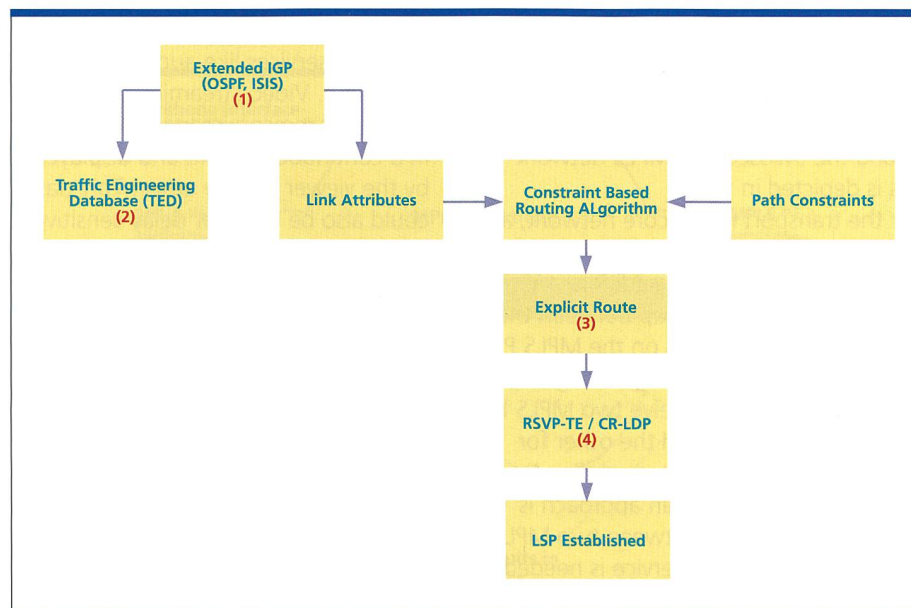 Extended IGP
(OSPF, ISIS)
(1)
Traffic Engineering
Database (TED)
(2)
Link Attributes
Constraint Based
Routing ALgorithm
Path Constraints
Explicit Route
(3)
RSVP-TE / CR-LDP
(4)
LSP Established